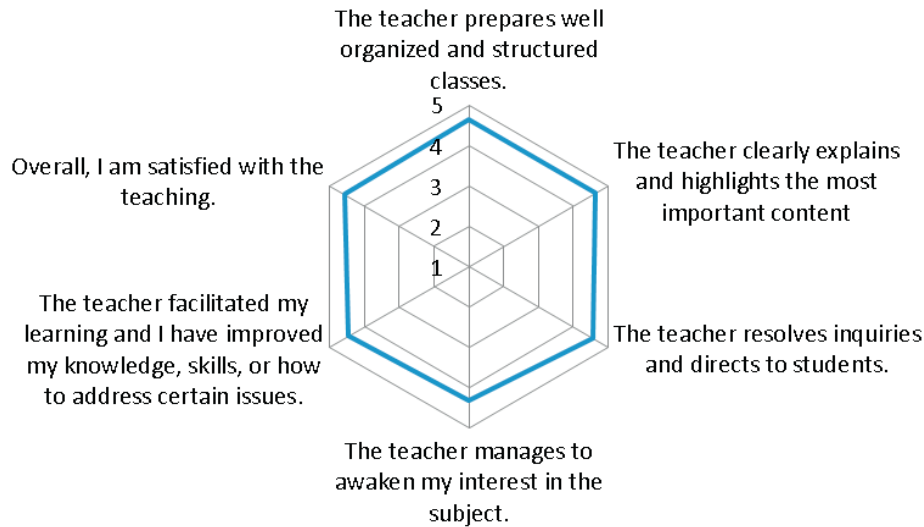 The teacher prepares well
organized and structured
classes.
5
4
3
2
1
The teacher clearly explains
and highlights the most
important content
The teacher resolves inquiries
and directs to students.
The teacher manages to
awaken my interest in the
subject.
The teacher facilitated my
learning and I have improved
my knowledge, skills, or how
to address certain issues.
Overall, I am satisfied with the
teaching.